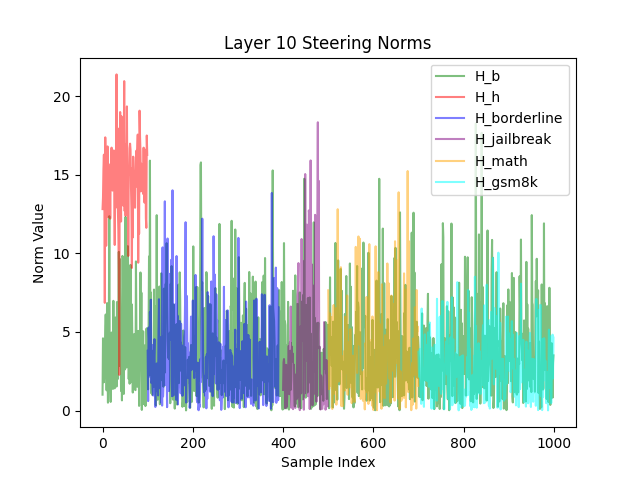 Layer 10 Steering Norms
Norm Value
20
15
10
5
0
H_b
H_h
H_borderline
H_jailbreak
H_math
H_gsm8k
0 200 400 600 800 1000
Sample Index